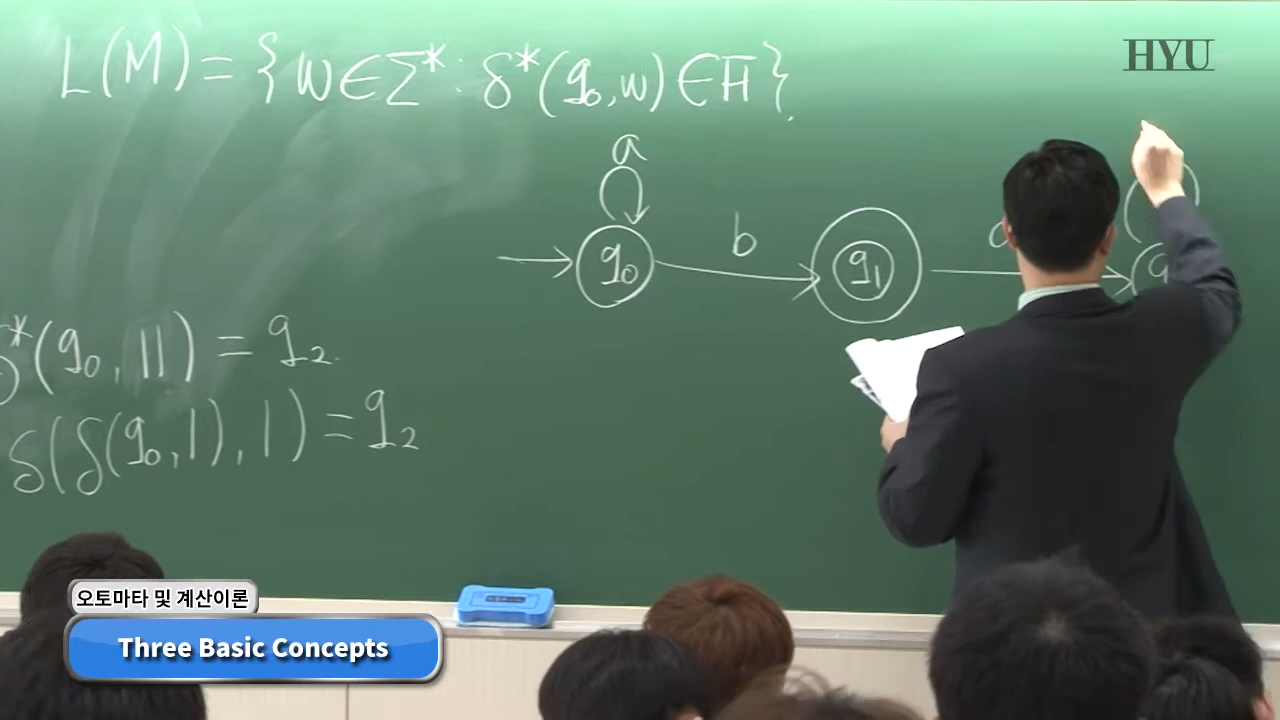 L(M) = { w ∈ Σ* : δ*(q₀, w) ∈ F }.
HYU
a
b
q₀
q₁
*(q₀, 11) = q₂.
δ(δ(q₀, 1), 1) = q₂
오토마타 및 계산이론
Three Basic Concepts